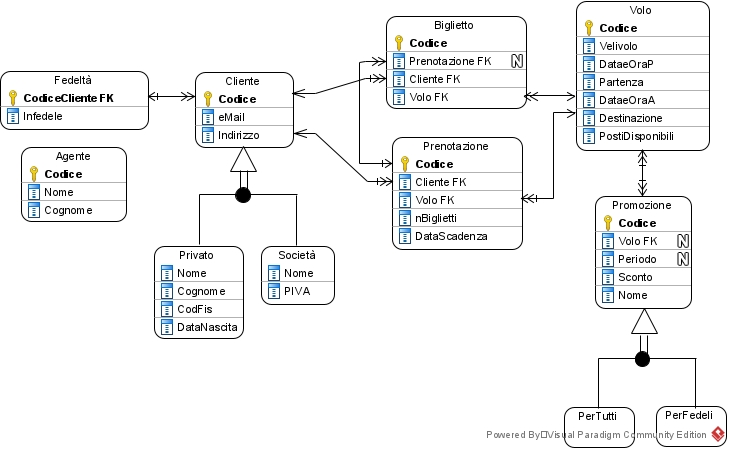 Fedeltà
CodiceCliente FK
Infedele
Agente
Codice
Nome
Cognome
Cliente
Codice
eMail
Indirizzo
Privato
Nome
Cognome
CodFis
DataNascita
Società
Nome
PIVA
Biglietto
Codice
Prenotazione FK N
Cliente FK
Volo FK
Prenotazione
Codice
Cliente FK
Volo FK
nBiglietti
DataScadenza
Volo
Codice
Velivolo
DataeOraP
Partenza
DataeOraA
Destinazione
PostiDisponibili
Promozione
Codice
Volo FK N
Periodo N
Sconto
Nome
PerTutti
PerFedeli
Powered By Visual Paradigm Community Edition